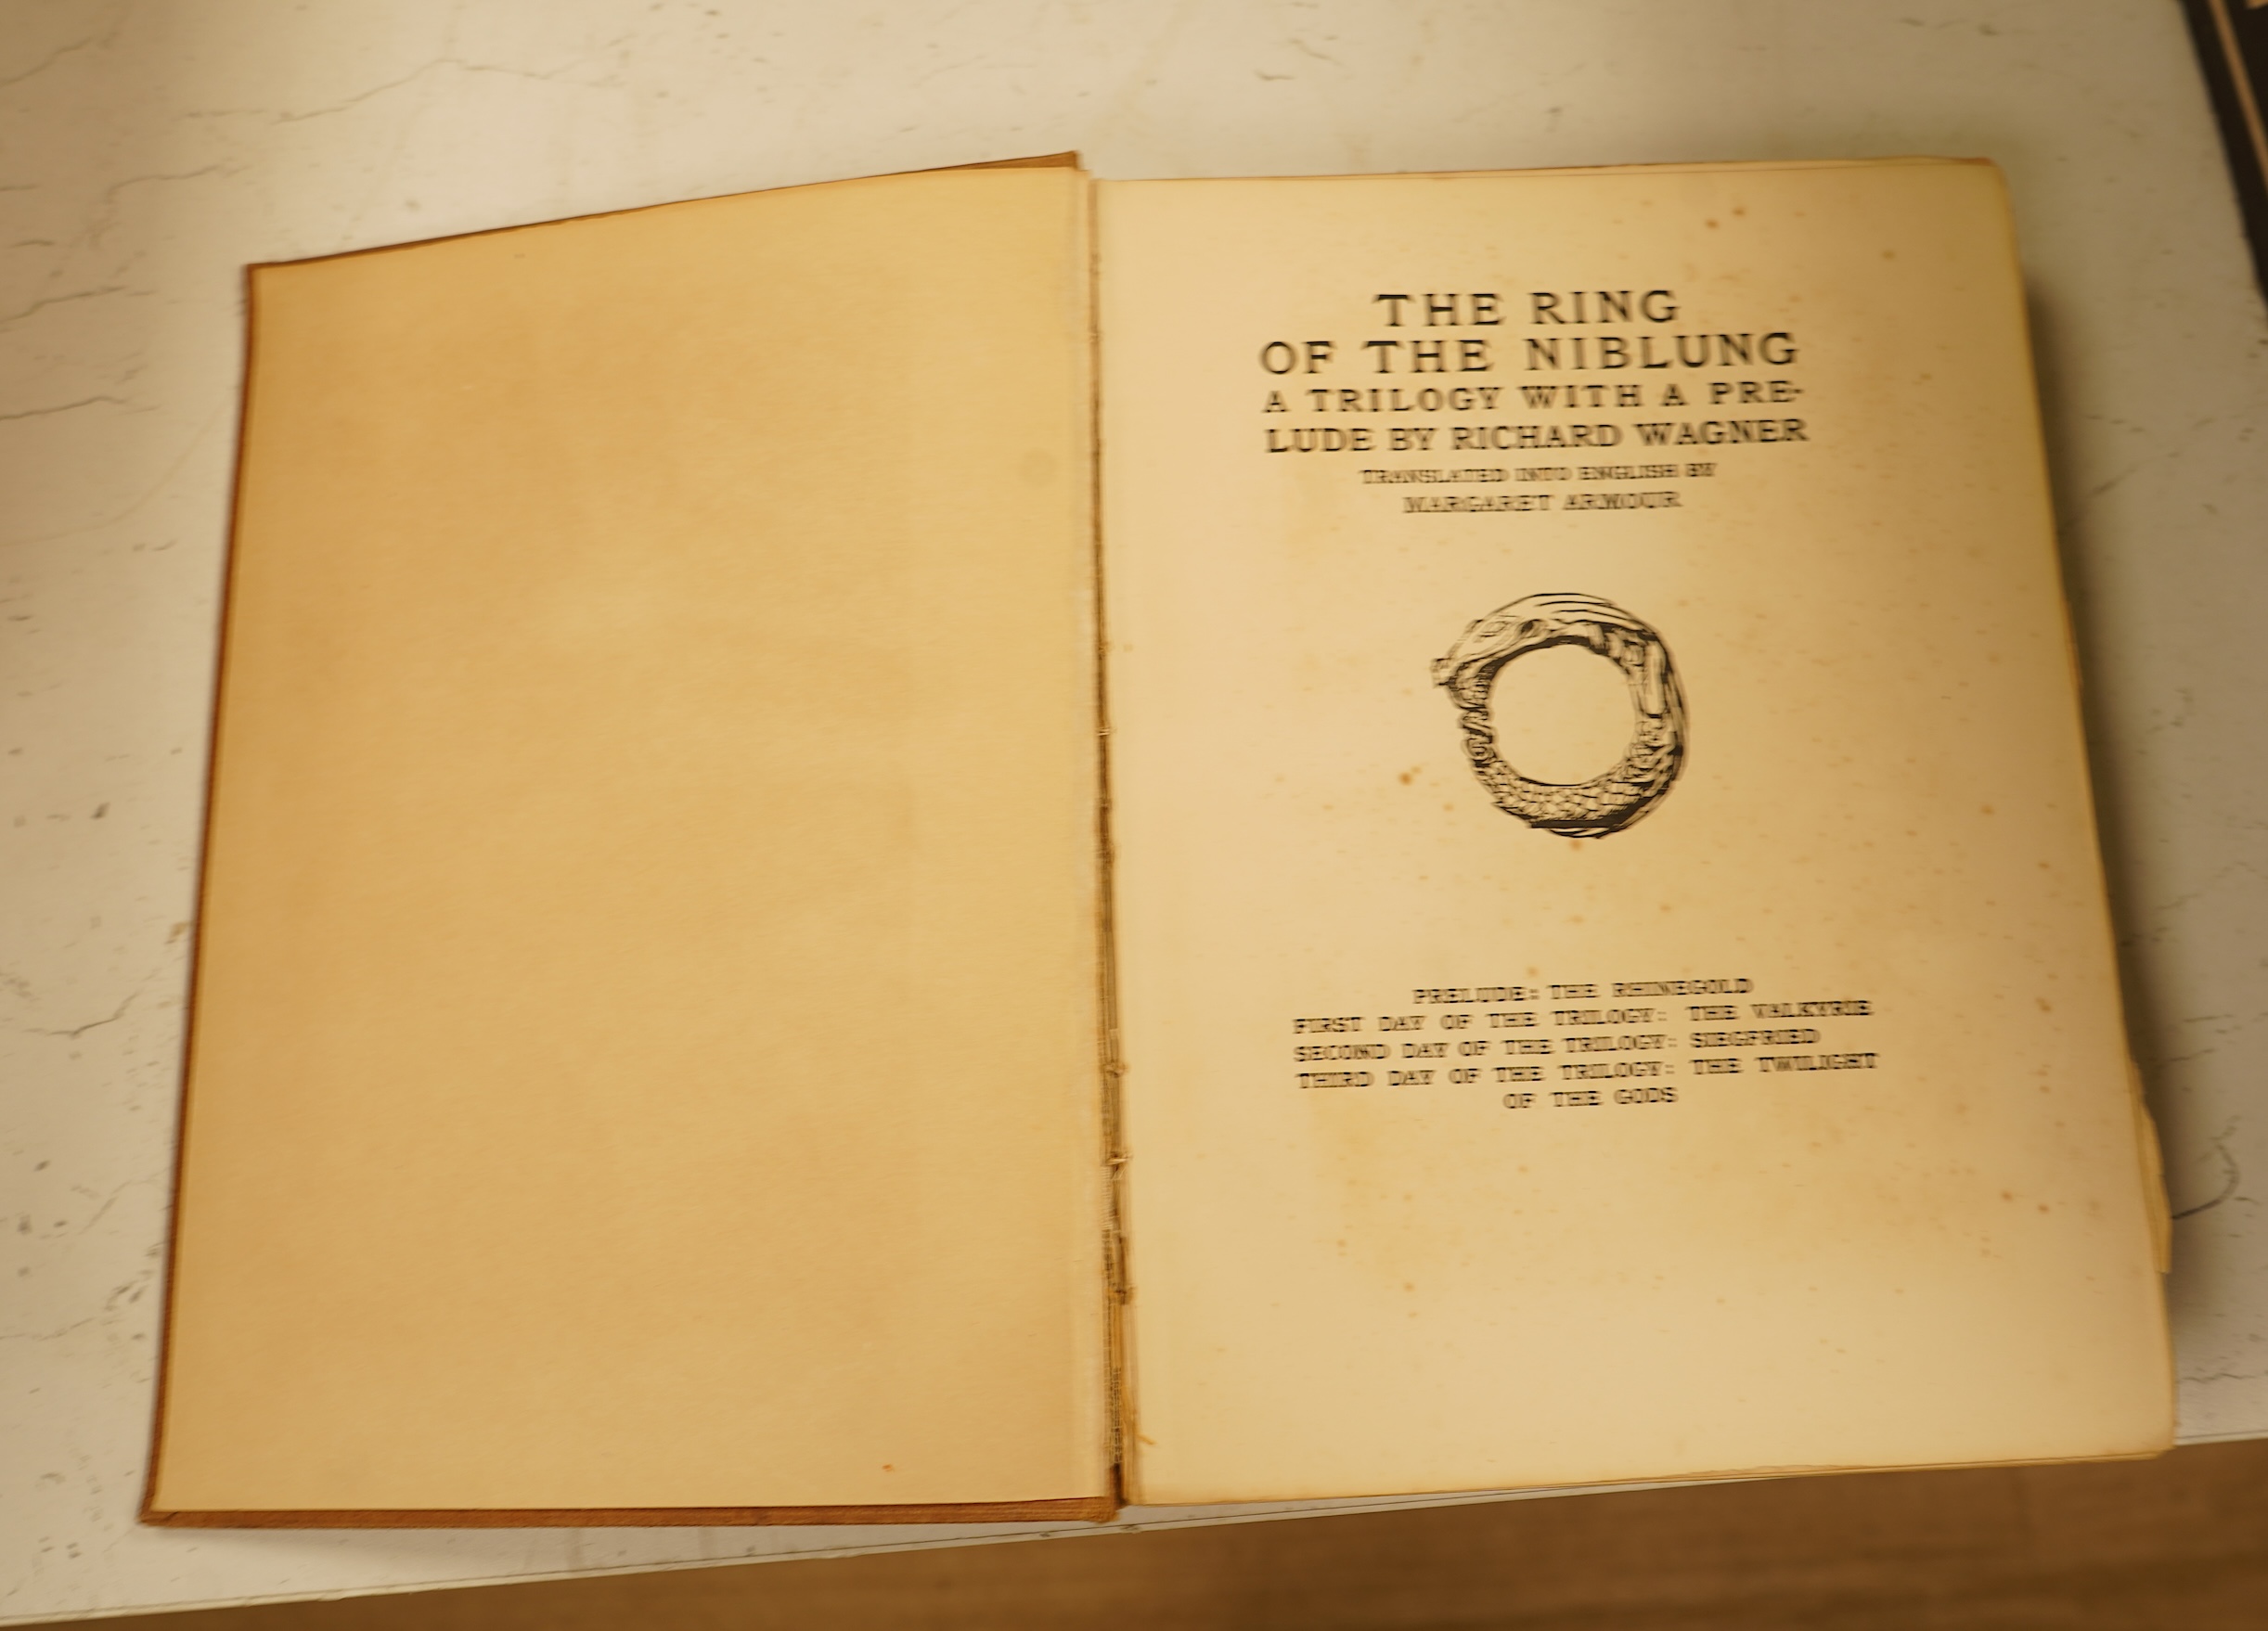 THE RING
OF THE NIBLUNG
A TRILOGY WITH A PRE-
LUDE BY RICHARD WAGNER
TRANSLATED INTO ENGLISH BY
MARGARET ARMOUR
PRELUDE: THE RHINEGOLD
FIRST DAY OF THE TRILOGY: THE VALKYRIE
SECOND DAY OF THE TRILOGY: SIEGFRIED
THIRD DAY OF THE TRILOGY: THE TWILIGHT
OF THE GODS